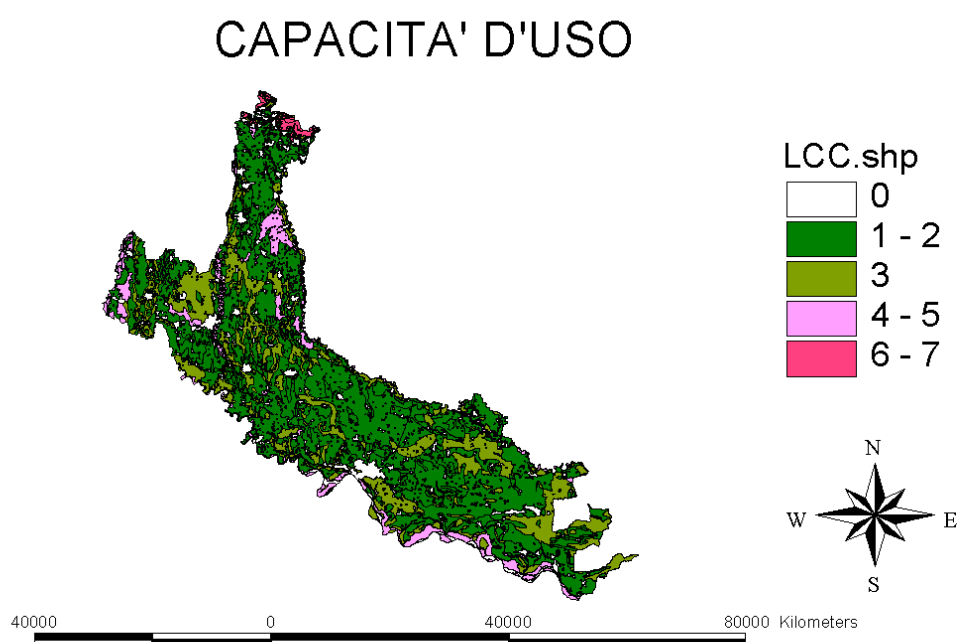 CAPACITA' D'USO
LCC.shp
0
1 - 2
3
4 - 5
6 - 7
N
W E
S
40000 0 40000 80000 Kilometers